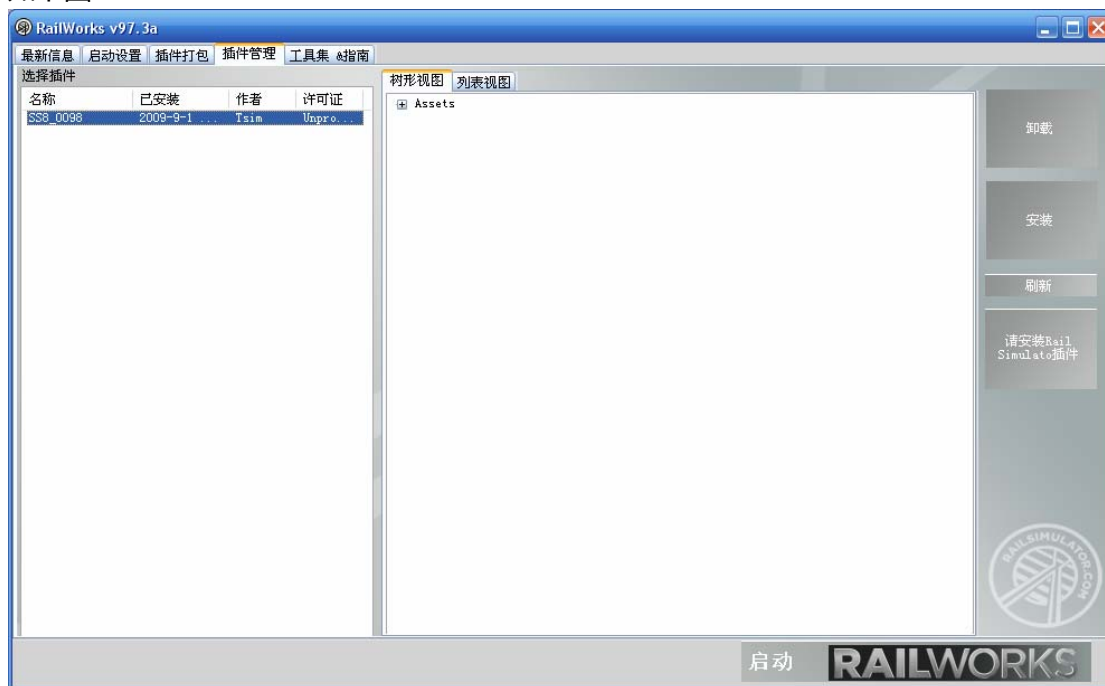 RailWorks v97.3a
最新信息 启动设置 插件打包 插件管理 工具集 &指南
选择插件
树形视图 列表视图
名称 已安装 作者 许可证
SS8_0098 2009-9-1 ... Tsim Unpro...
Assets
卸载
安装
刷新
请安装Rail
Simulato插件
RAILSIMULATOR.COM
启动 RAILWORKS